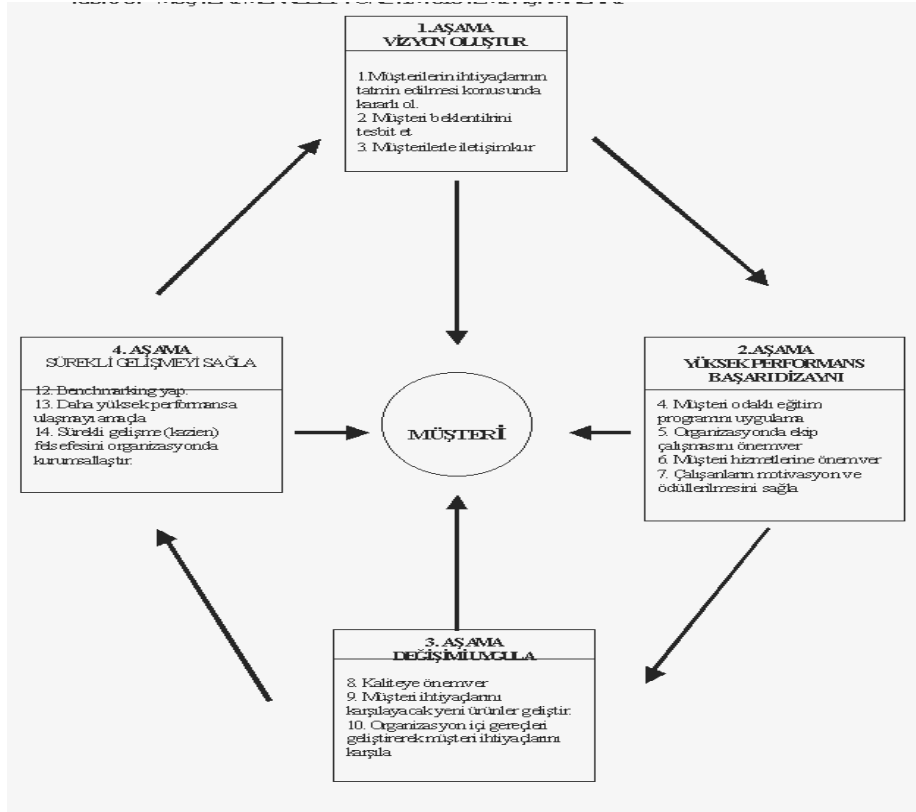 1.AŞAMA
VİZYON OLUŞTUR
1.Müşterilerin ihtiyaçlarının
tatmin edilmesi konusunda
kararlı ol.
2. Müşteri beklentilrini
tesbit et
3. Müşterilerle iletişimkur
4. AŞAMA
SÜREKLİ GELİŞMEYİ SAĞLA
12. Benchmarking yap.
13. Daha yüksek performansa
ulaşmayı amaçla
14. Sürekli gelişme (kazien)
felsefesini organizasyonda
kurumsallaştır.
MÜŞTERİ
2.AŞAMA
YÜKSEK PERFORMANS
BAŞARI DİZAYNI
4. Müşteri odaklı eğitim
programını uygulama
5. Organizasyonda ekip
çalışmasını önemver
6. Müşteri hizmetlerine önemver
7. Çalışanların motivasyon ve
ödüllerilmesini sağla
3. AŞAMA
DEĞİŞİMİ UYGULA
8. Kaliteye önemver
9. Müşteri ihtiyaçlarını
karşılayacak yeni ürünler geliştir.
10. Organizasyon içi gereçleri
geliştirerek müşteri ihtiyaçlarını
karşıla